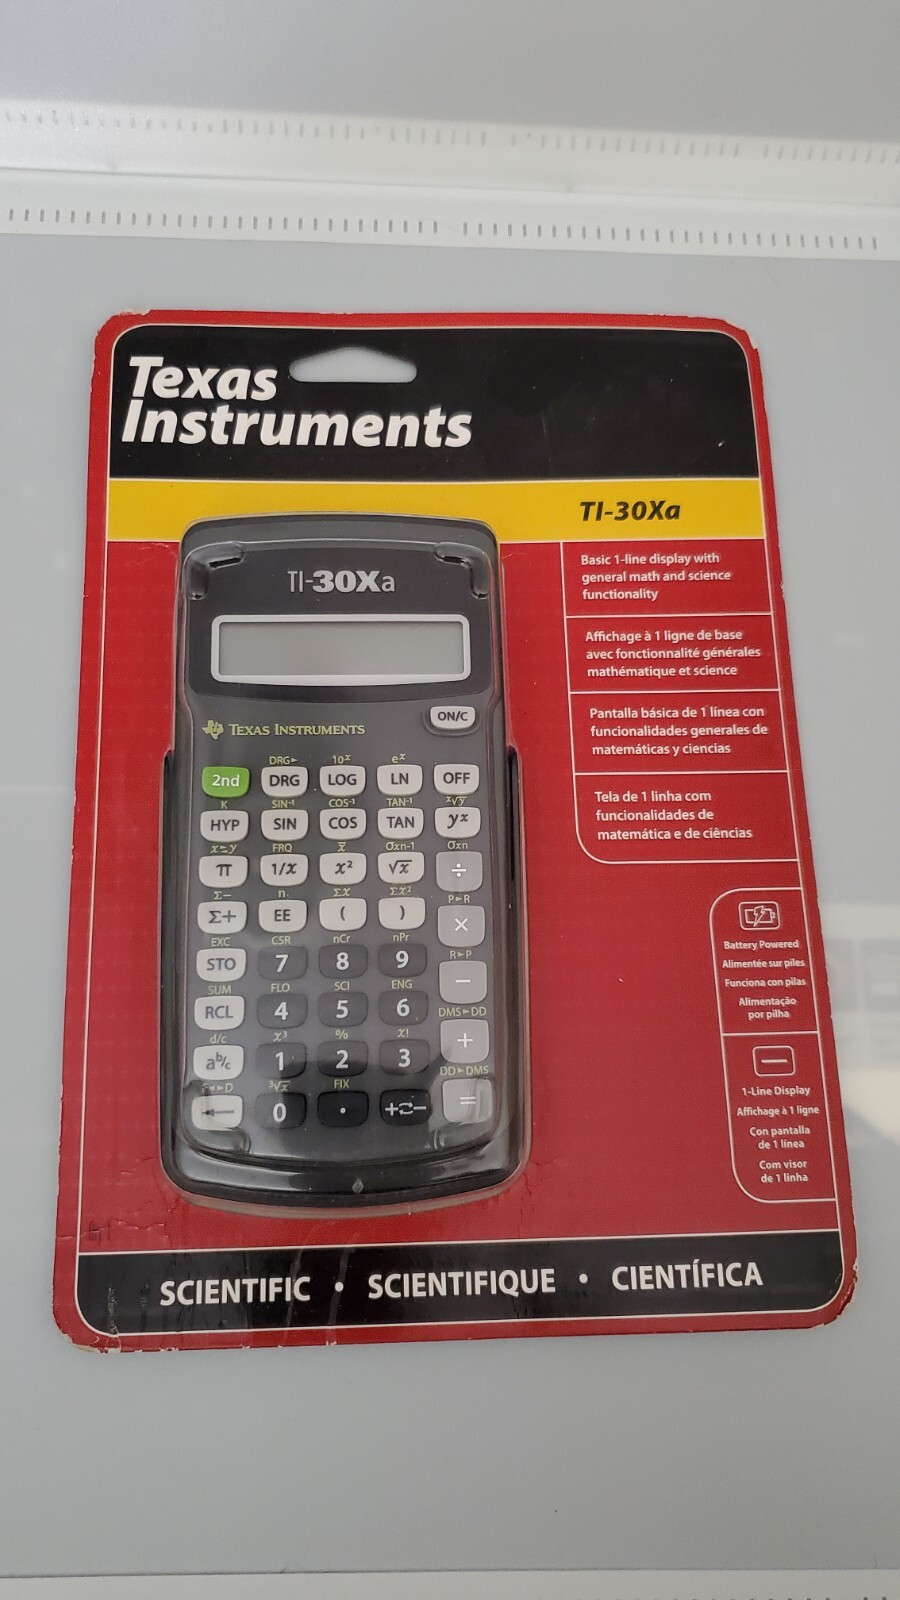 Texas
Instruments
TI-30Xa
Basic 1-line display with
general math and science
functionality
Affichage à 1 ligne de base
avec fonctionnalité générales
mathématique et science
Pantalla básica de 1 línea con
funcionalidades generales de
matemáticas y ciencias
Tela de 1 linha com
funcionalidades de
matemática e de ciências
Battery Powered
Alimentée sur piles
Funciona con pilas
Alimentação
por pilha
1-Line Display
Affichage à 1 ligne
Con pantalla
de 1 línea
Com visor
de 1 linha
TI-30Xa
TEXAS INSTRUMENTS
ON/C
DRG► 10ˣ eˣ
2nd DRG LOG LN OFF
K SIN⁻¹ COS⁻¹ TAN⁻¹ ˣ√y
HYP SIN COS TAN yˣ
x⇄y FRQ x̄ σxn-1 σxn
π 1/x x² √x ÷
Σ− n Σx Σx² P►R
Σ+ EE ( ) ×
EXC CSR nCr nPr R►P
STO 7 8 9 −
SUM FLO SCI ENG DMS►DD
RCL 4 5 6 +
d/c x³ % x! DD►DMS
a b/c 1 2 3 =
►D ³√x FIX
← 0 . +⇄−
SCIENTIFIC • SCIENTIFIQUE • CIENTÍFICA